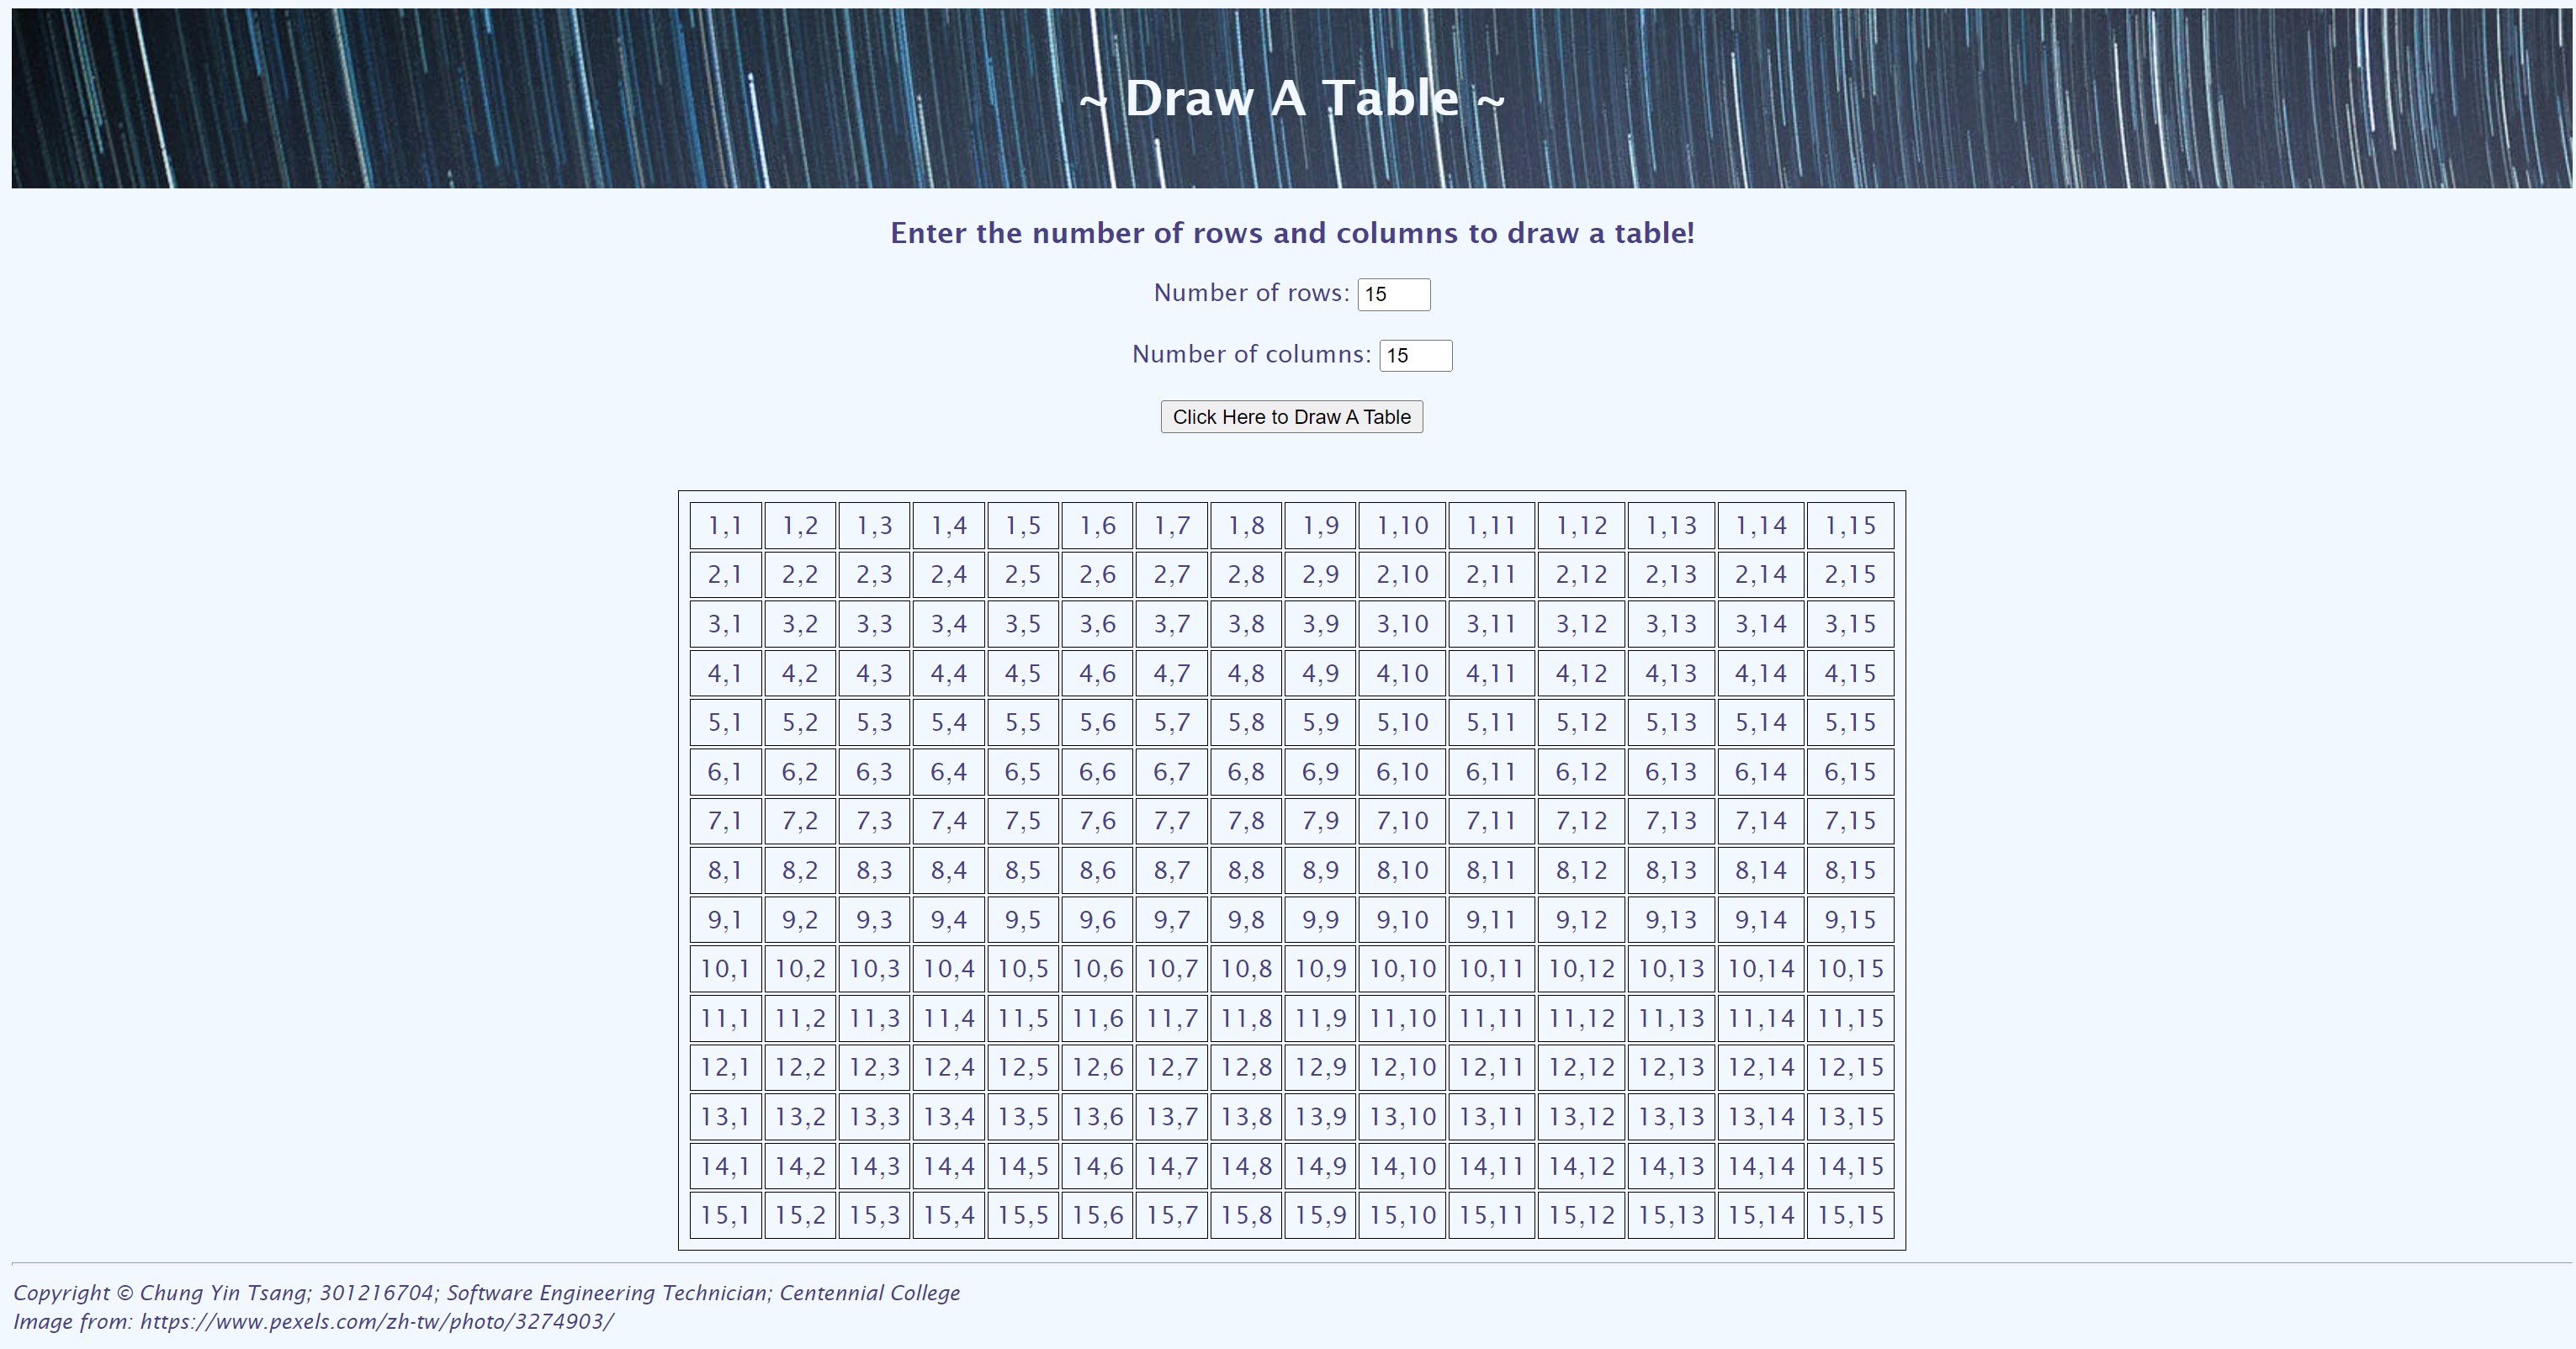 ~ Draw A Table ~
Enter the number of rows and columns to draw a table!
Number of rows: 15
Number of columns: 15
Click Here to Draw A Table
1,1 1,2 1,3 1,4 1,5 1,6 1,7 1,8 1,9 1,10 1,11 1,12 1,13 1,14 1,15
2,1 2,2 2,3 2,4 2,5 2,6 2,7 2,8 2,9 2,10 2,11 2,12 2,13 2,14 2,15
3,1 3,2 3,3 3,4 3,5 3,6 3,7 3,8 3,9 3,10 3,11 3,12 3,13 3,14 3,15
4,1 4,2 4,3 4,4 4,5 4,6 4,7 4,8 4,9 4,10 4,11 4,12 4,13 4,14 4,15
5,1 5,2 5,3 5,4 5,5 5,6 5,7 5,8 5,9 5,10 5,11 5,12 5,13 5,14 5,15
6,1 6,2 6,3 6,4 6,5 6,6 6,7 6,8 6,9 6,10 6,11 6,12 6,13 6,14 6,15
7,1 7,2 7,3 7,4 7,5 7,6 7,7 7,8 7,9 7,10 7,11 7,12 7,13 7,14 7,15
8,1 8,2 8,3 8,4 8,5 8,6 8,7 8,8 8,9 8,10 8,11 8,12 8,13 8,14 8,15
9,1 9,2 9,3 9,4 9,5 9,6 9,7 9,8 9,9 9,10 9,11 9,12 9,13 9,14 9,15
10,1 10,2 10,3 10,4 10,5 10,6 10,7 10,8 10,9 10,10 10,11 10,12 10,13 10,14 10,15
11,1 11,2 11,3 11,4 11,5 11,6 11,7 11,8 11,9 11,10 11,11 11,12 11,13 11,14 11,15
12,1 12,2 12,3 12,4 12,5 12,6 12,7 12,8 12,9 12,10 12,11 12,12 12,13 12,14 12,15
13,1 13,2 13,3 13,4 13,5 13,6 13,7 13,8 13,9 13,10 13,11 13,12 13,13 13,14 13,15
14,1 14,2 14,3 14,4 14,5 14,6 14,7 14,8 14,9 14,10 14,11 14,12 14,13 14,14 14,15
15,1 15,2 15,3 15,4 15,5 15,6 15,7 15,8 15,9 15,10 15,11 15,12 15,13 15,14 15,15
Copyright © Chung Yin Tsang; 301216704; Software Engineering Technician; Centennial College
Image from: https://www.pexels.com/zh-tw/photo/3274903/